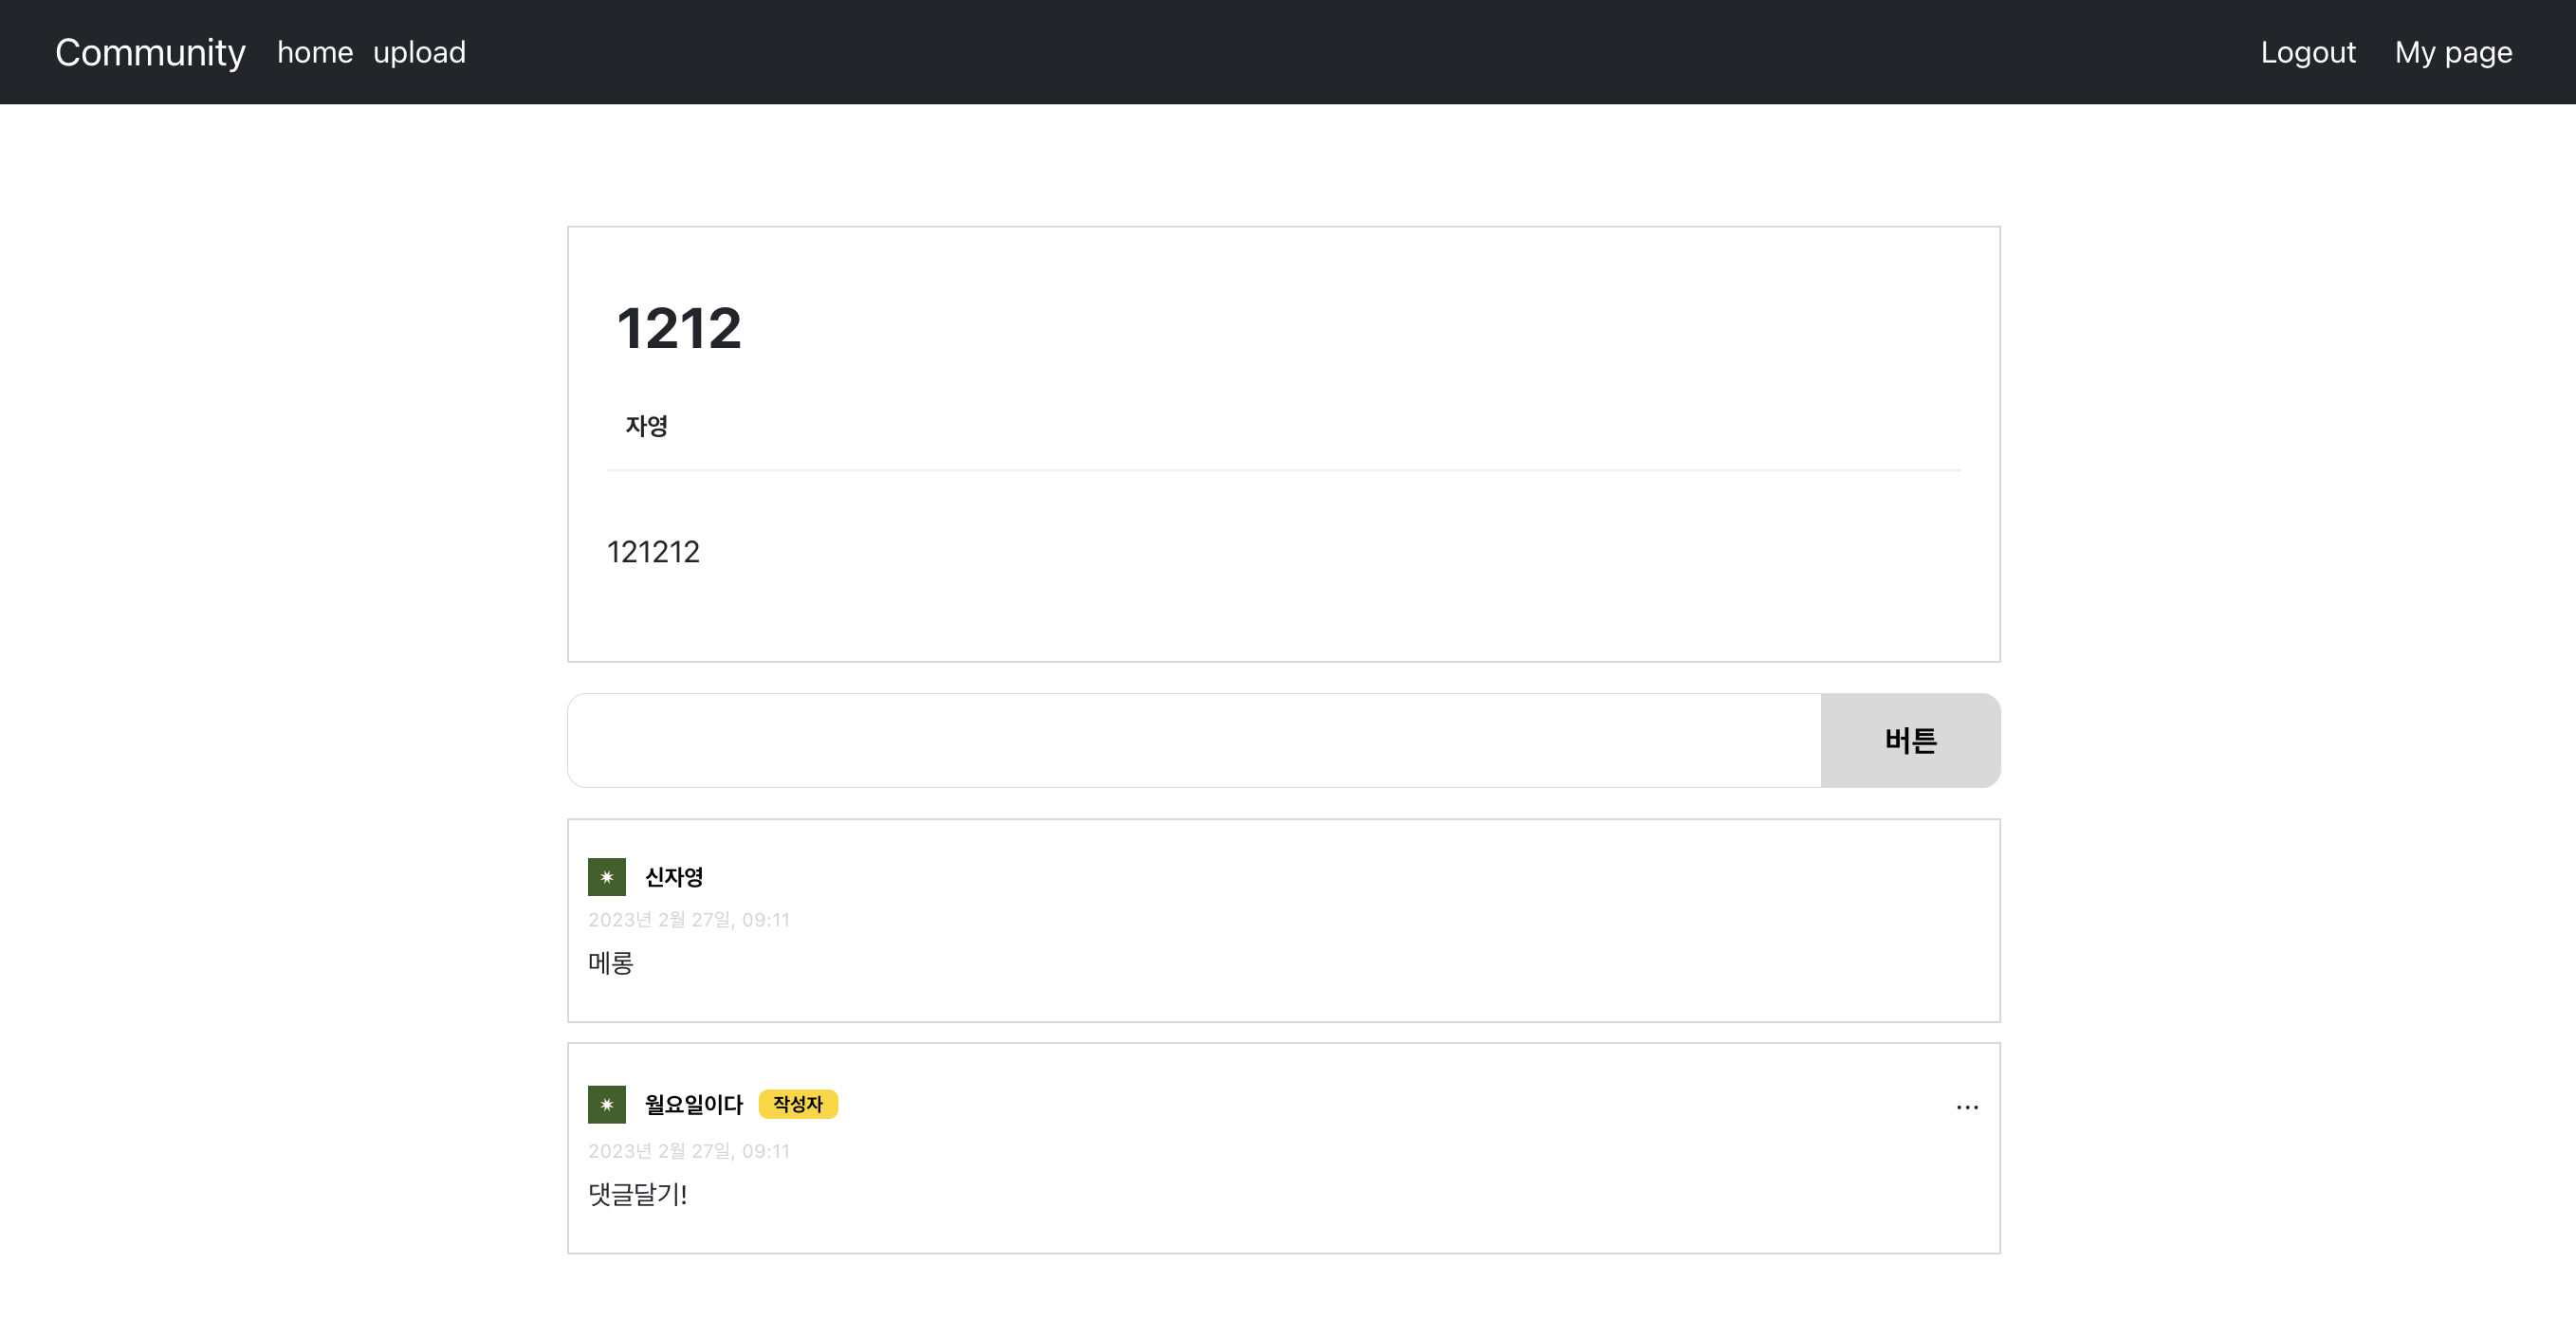 Community home upload Logout My page
1212
자영
121212
버튼
신자영
2023년 2월 27일, 09:11
메롱
월요일이다 작성자 ...
2023년 2월 27일, 09:11
댓글달기!